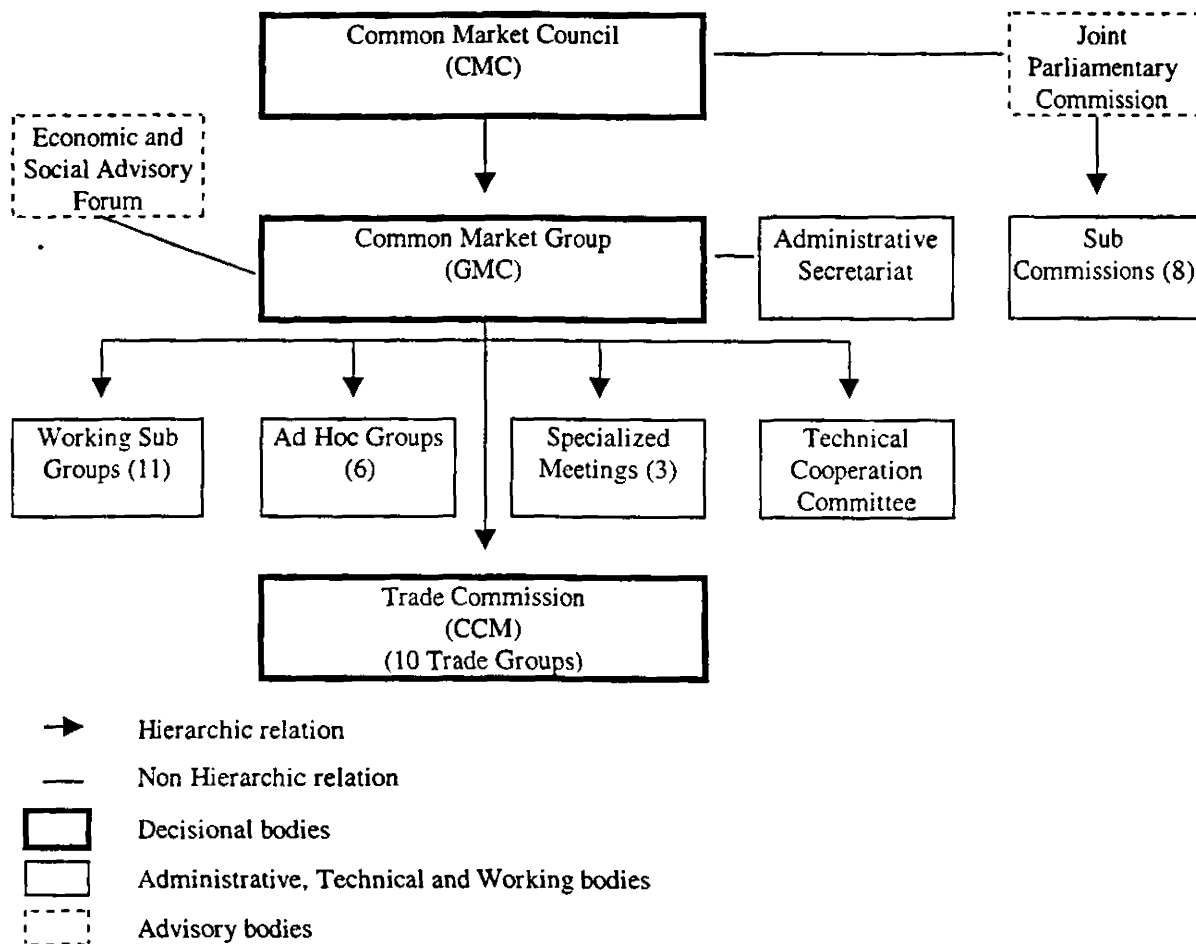 Common Market Council
(CMC)
Joint
Parliamentary
Commission
Economic and
Social Advisory
Forum
Common Market Group
(GMC)
Administrative
Secretariat
Sub
Commissions (8)
Working Sub
Groups (11)
Ad Hoc Groups
(6)
Specialized
Meetings (3)
Technical
Cooperation
Committee
Trade Commission
(CCM)
(10 Trade Groups)
Hierarchic relation
Non Hierarchic relation
Decisional bodies
Administrative, Technical and Working bodies
Advisory bodies